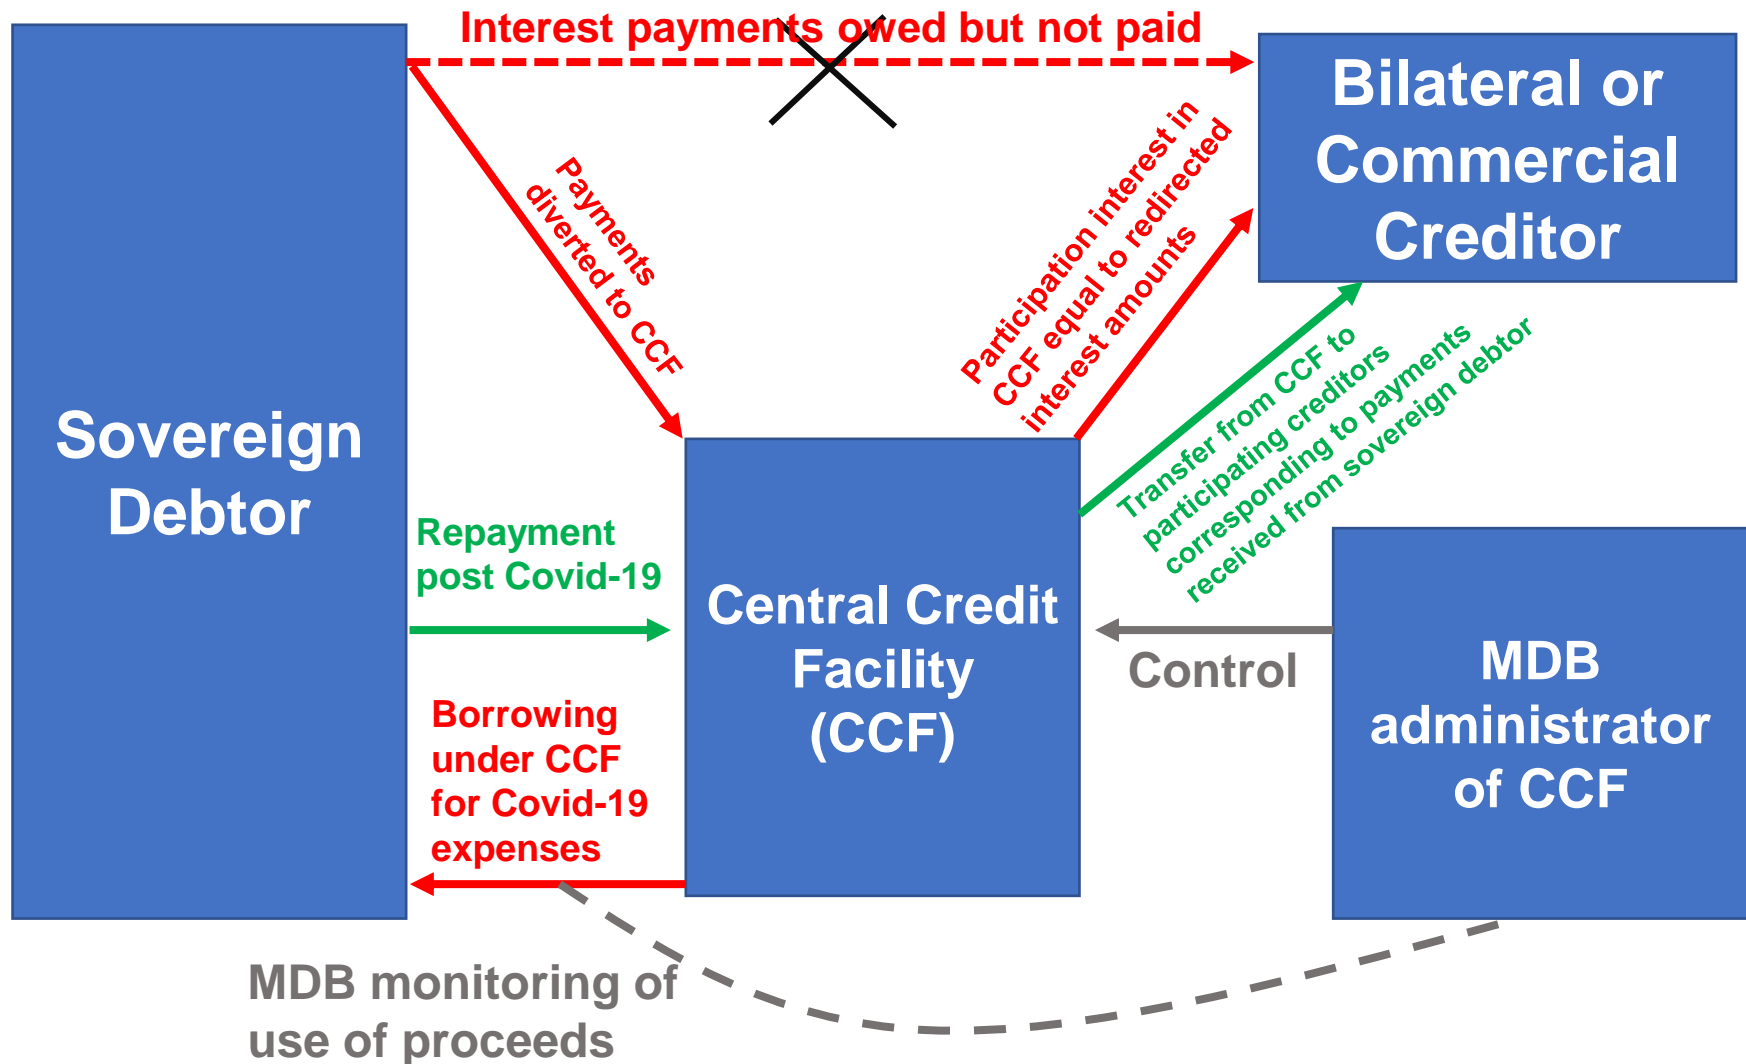 Interest payments owed but not paid
Bilateral or
Commercial
Creditor
Payments
diverted to CCF
Participation interest in
CCF equal to redirected
interest amounts
Transfer from CCF to
participating creditors
corresponding to payments
received from sovereign debtor
Sovereign
Debtor
Repayment
post Covid-19
Central Credit
Facility
(CCF)
Control
MDB
administrator
of CCF
Borrowing
under CCF
for Covid-19
expenses
MDB monitoring of
use of proceeds